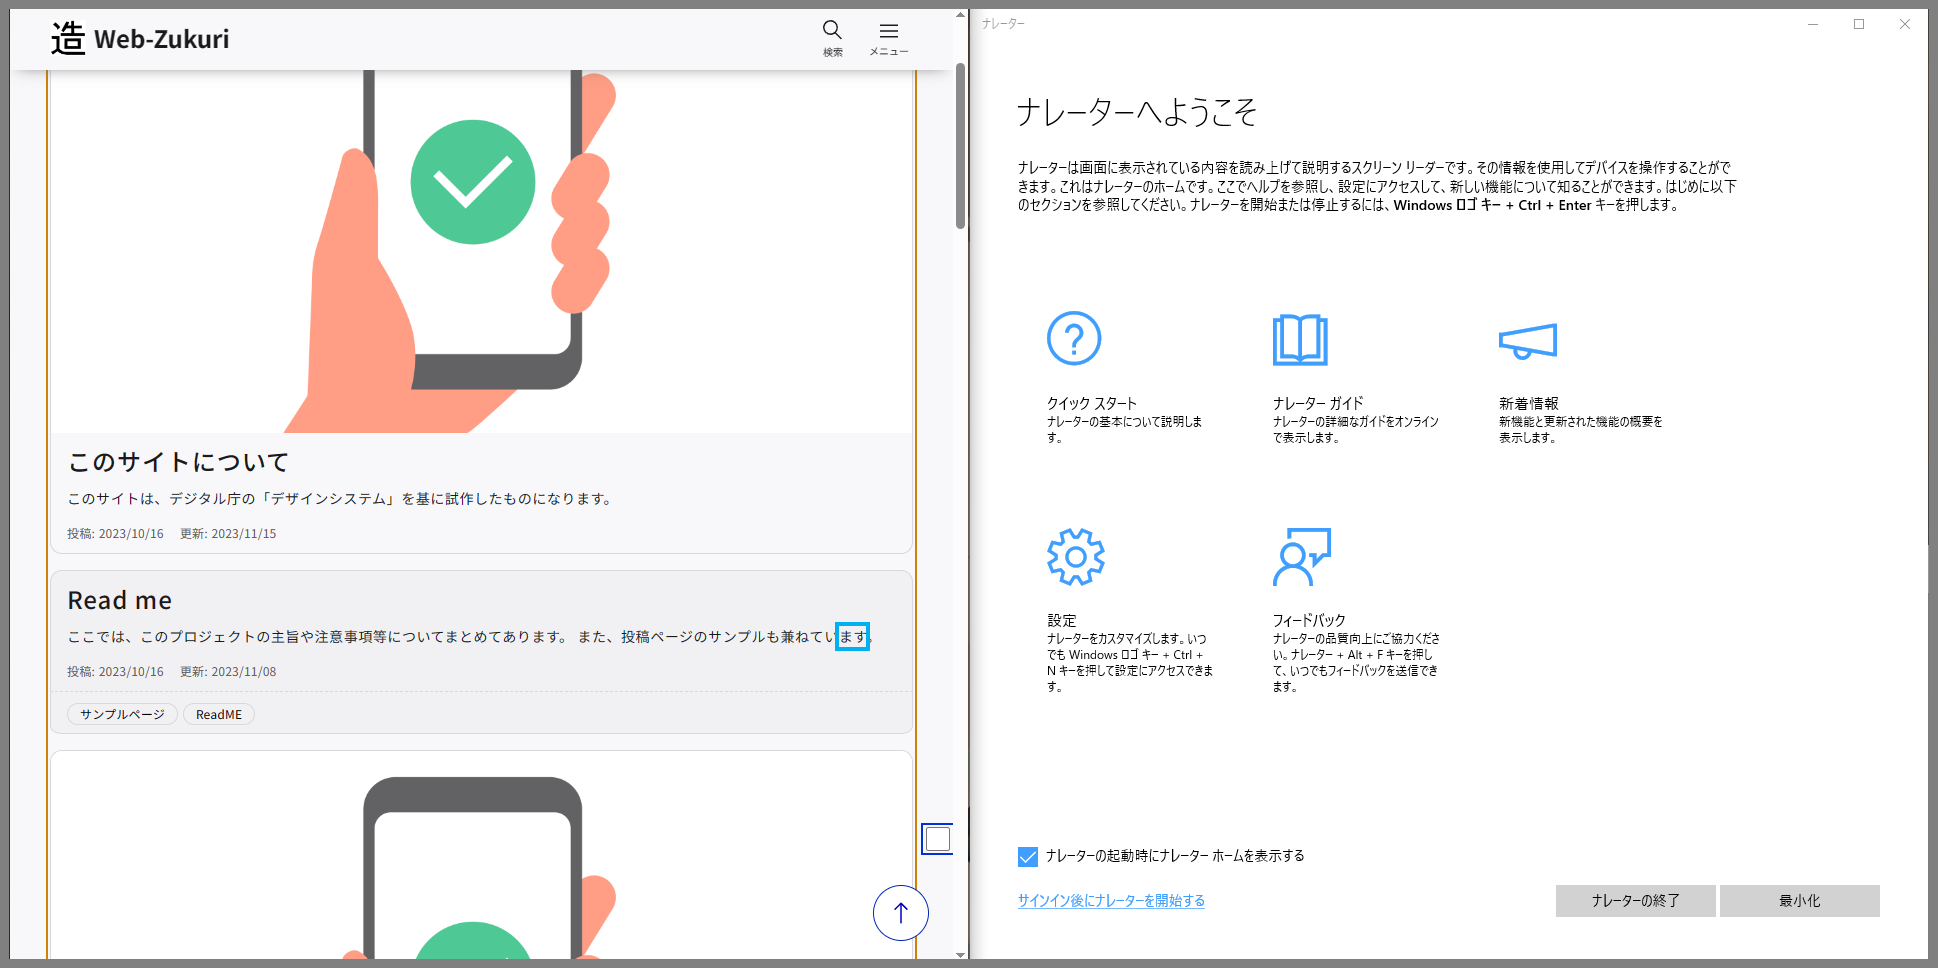 造 Web-Zukuri
検索
メニュー
このサイトについて
このサイトは、デジタル庁の「デザインシステム」を基に試作したものになります。
投稿: 2023/10/16 更新: 2023/11/15
Read me
ここでは、このプロジェクトの主旨や注意事項等についてまとめてあります。 また、投稿ページのサンプルも兼ねています。
投稿: 2023/10/16 更新: 2023/11/08
サンプルページ
ReadME
ナレーター
ナレーターへようこそ
ナレーターは画面に表示されている内容を読み上げて説明するスクリーン リーダーです。その情報を使用してデバイスを操作することがで
きます。これはナレーターのホームです。ここでヘルプを参照し、設定にアクセスして、新しい機能について知ることができます。はじめに以下
のセクションを参照してください。ナレーターを開始または停止するには、Windows ロゴ キー + Ctrl + Enter キーを押します。
クイック スタート
ナレーターの基本について説明しま
す。
ナレーター ガイド
ナレーターの詳細なガイドをオンライン
で表示します。
新着情報
新機能と更新された機能の概要を
表示します。
設定
ナレーターをカスタマイズします。いつ
でも Windows ロゴ キー + Ctrl +
N キーを押して設定にアクセスできま
す。
フィードバック
ナレーターの品質向上にご協力くださ
い。ナレーター + Alt + F キーを押し
て、いつでもフィードバックを送信でき
ます。
ナレーターの起動時にナレーター ホームを表示する
サインイン後にナレーターを開始する
ナレーターの終了
最小化